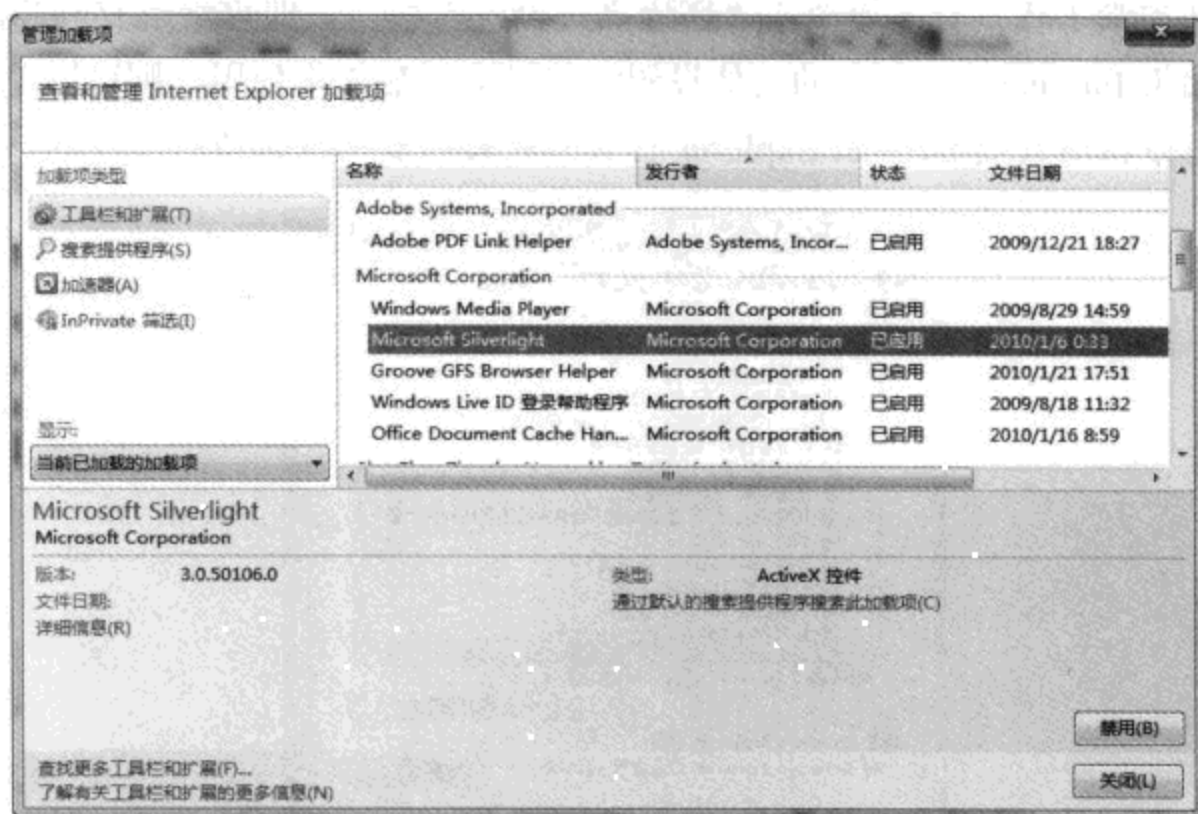 管理加载项
查看和管理 Internet Explorer 加载项
加载项类型
工具栏和扩展(T)
搜索提供程序(S)
加速器(A)
InPrivate 筛选(I)
显示:
当前已加载的加载项
名称 发行者 状态 文件日期
Adobe Systems, Incorporated
Adobe PDF Link Helper Adobe Systems, Incor... 已启用 2009/12/21 18:27
Microsoft Corporation
Windows Media Player Microsoft Corporation 已启用 2009/8/29 14:59
Microsoft Silverlight Microsoft Corporation 已启用 2010/1/6 0:33
Groove GFS Browser Helper Microsoft Corporation 已启用 2010/1/21 17:51
Windows Live ID 登录帮助程序 Microsoft Corporation 已启用 2009/8/18 11:32
Office Document Cache Han... Microsoft Corporation 已启用 2010/1/16 8:59
Microsoft Silverlight
Microsoft Corporation
版本: 3.0.50106.0 类型: ActiveX 控件
文件日期: 通过默认的搜索提供程序搜索此加载项(C)
详细信息(R)
禁用(B)
查找更多工具栏和扩展(F)...
了解有关工具栏和扩展的更多信息(N)
关闭(L)